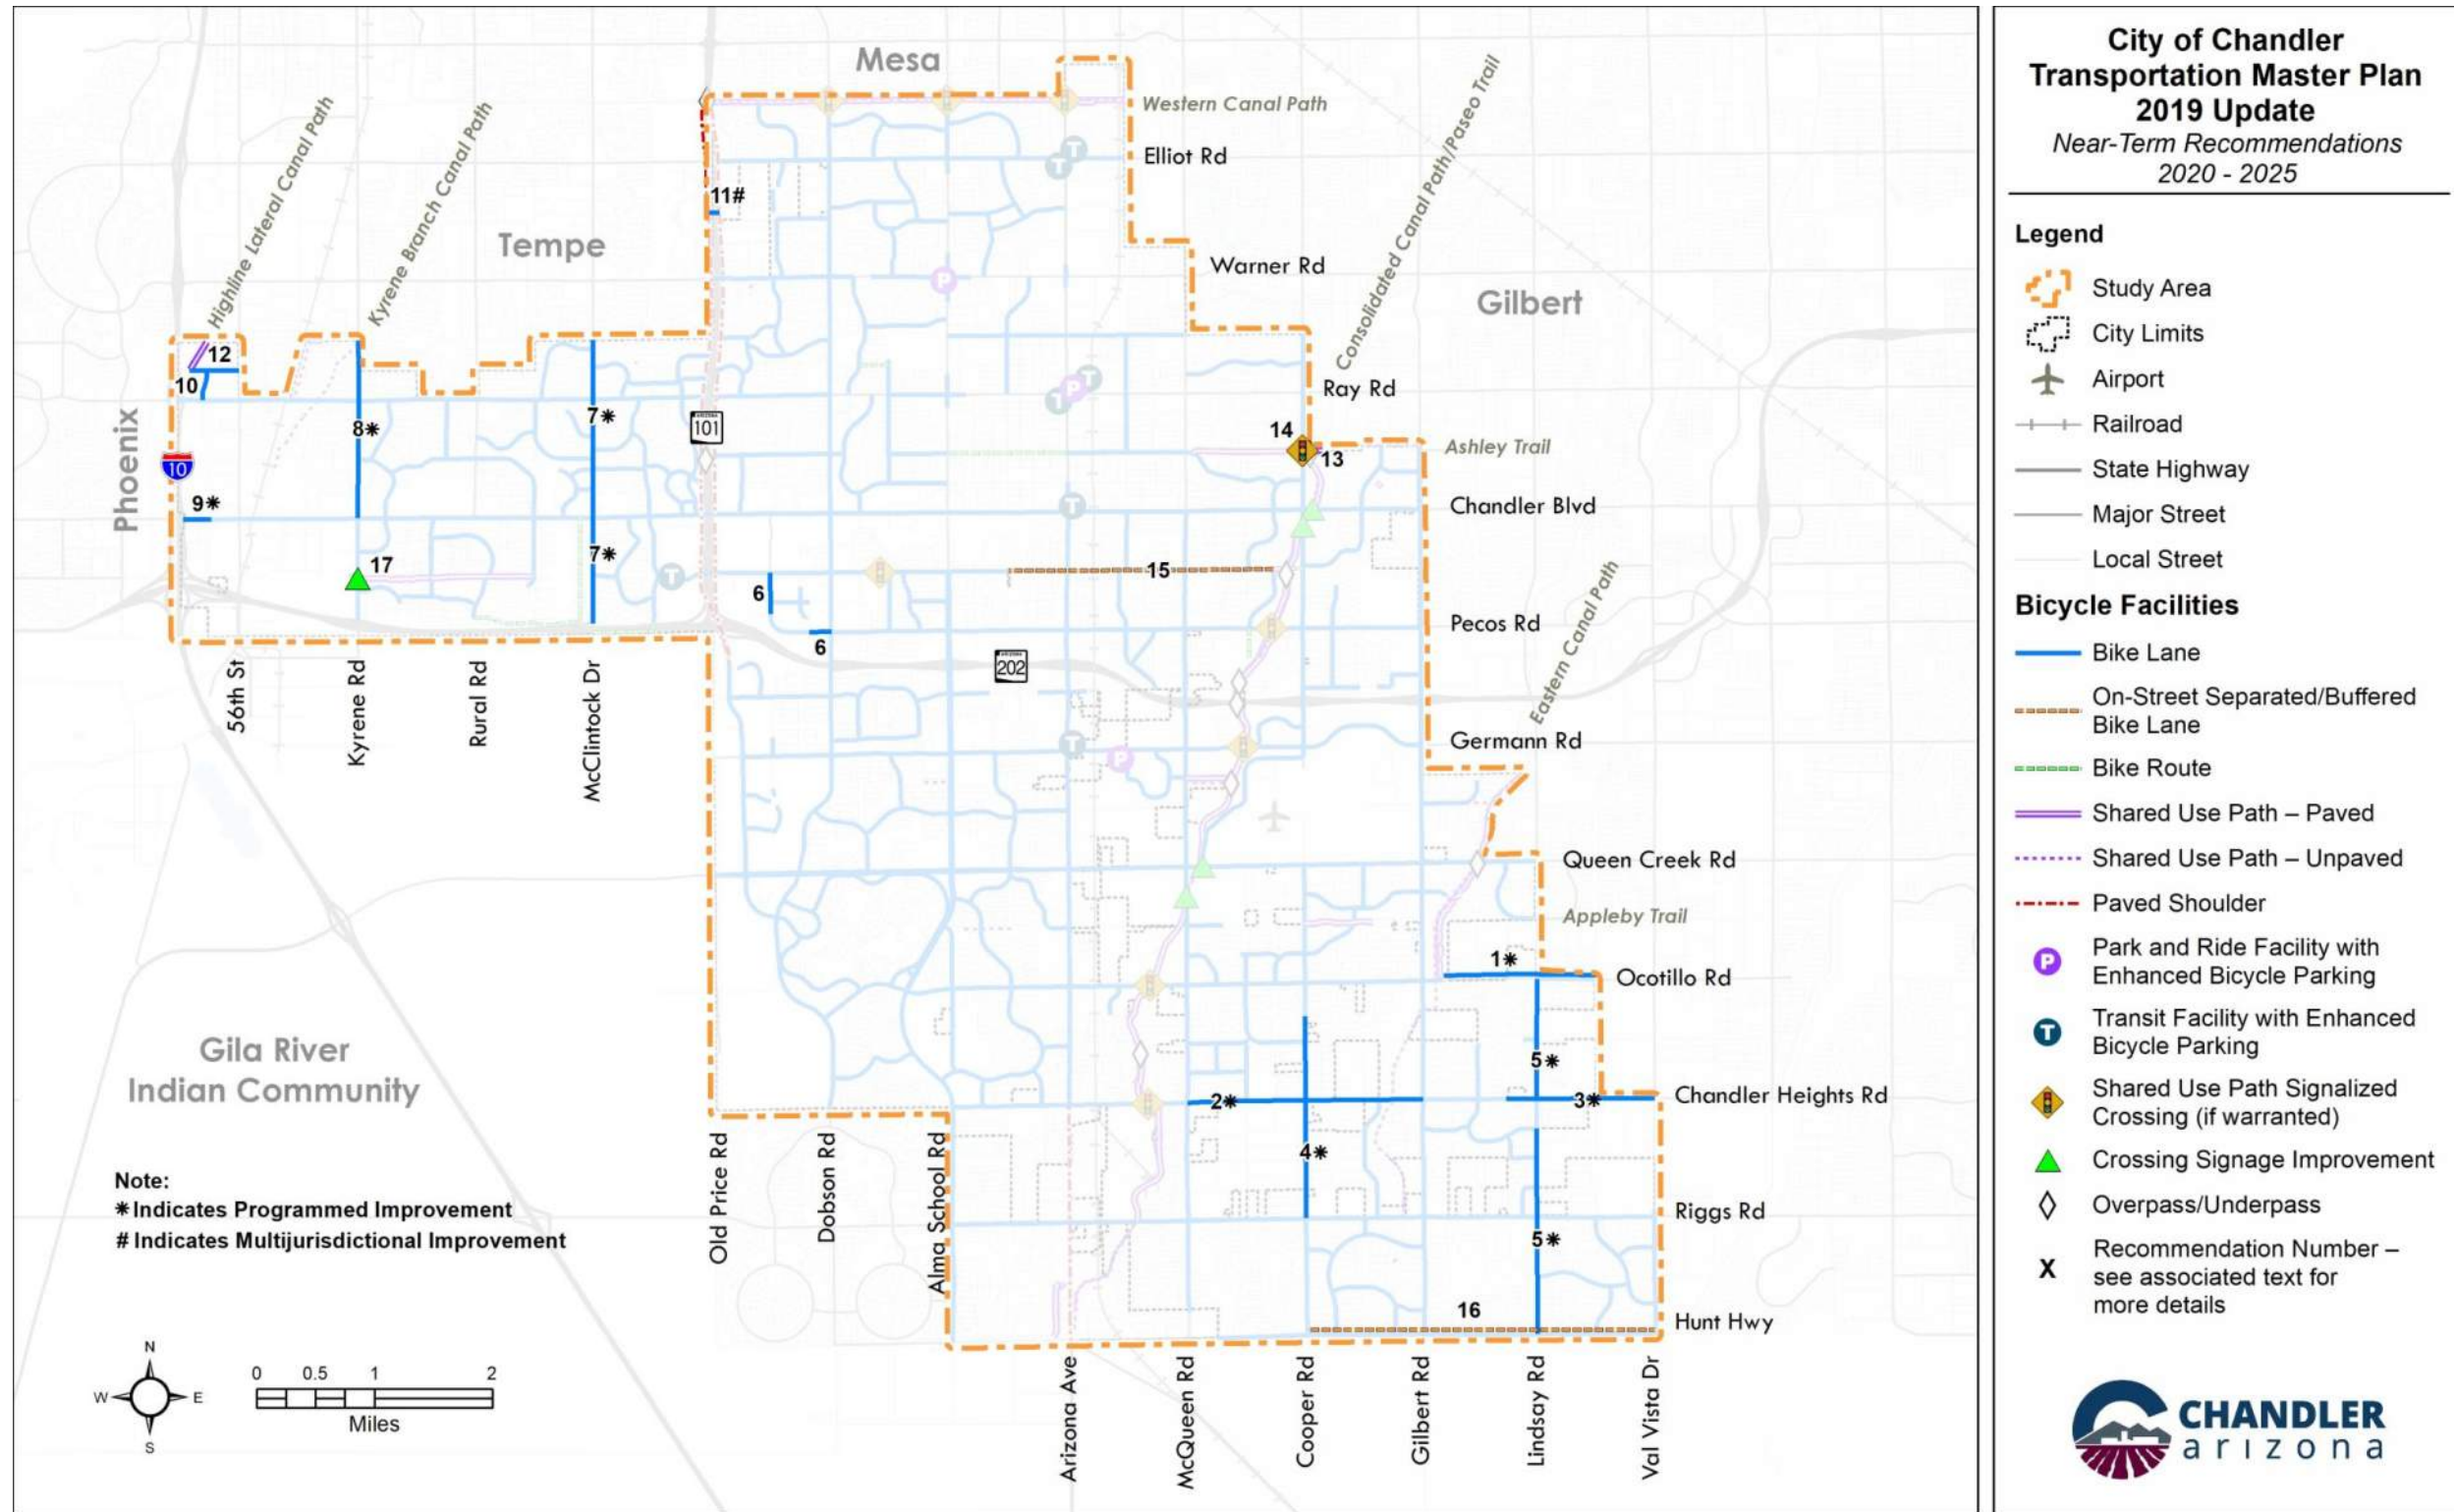 Mesa
Western Canal Path
Elliot Rd
Highline Lateral Canal Path
Kyrene Branch Canal Path
Consolidated Canal Path/Paseo Trail
11#
Tempe
Warner Rd
Gilbert
12
10
Phoenix
8*
7*
ARIZONA
101
Ray Rd
14
13
Ashley Trail
10
9*
Chandler Blvd
7*
17
T
P
15
6
6
Pecos Rd
Eastern Canal Path
ARIZONA
202
56th St
Kyrene Rd
Rural Rd
McClintock Dr
Germann Rd
Queen Creek Rd
Appleby Trail
1*
Ocotillo Rd
Gila River
Indian Community
5*
2*
3*
Chandler Heights Rd
4*
Old Price Rd
Dobson Rd
Alma School Rd
Riggs Rd
5*
16
Hunt Hwy
Arizona Ave
McQueen Rd
Cooper Rd
Gilbert Rd
Lindsay Rd
Val Vista Dr
Note:
* Indicates Programmed Improvement
# Indicates Multijurisdictional Improvement
N
W E
S
0 0.5 1 2
Miles
City of Chandler
Transportation Master Plan
2019 Update
Near-Term Recommendations
2020 - 2025
Legend
Study Area
City Limits
Airport
Railroad
State Highway
Major Street
Local Street
Bicycle Facilities
Bike Lane
On-Street Separated/Buffered
Bike Lane
Bike Route
Shared Use Path – Paved
Shared Use Path – Unpaved
Paved Shoulder
P Park and Ride Facility with
Enhanced Bicycle Parking
T Transit Facility with Enhanced
Bicycle Parking
Shared Use Path Signalized
Crossing (if warranted)
Crossing Signage Improvement
Overpass/Underpass
X Recommendation Number –
see associated text for
more details
CHANDLER
arizona